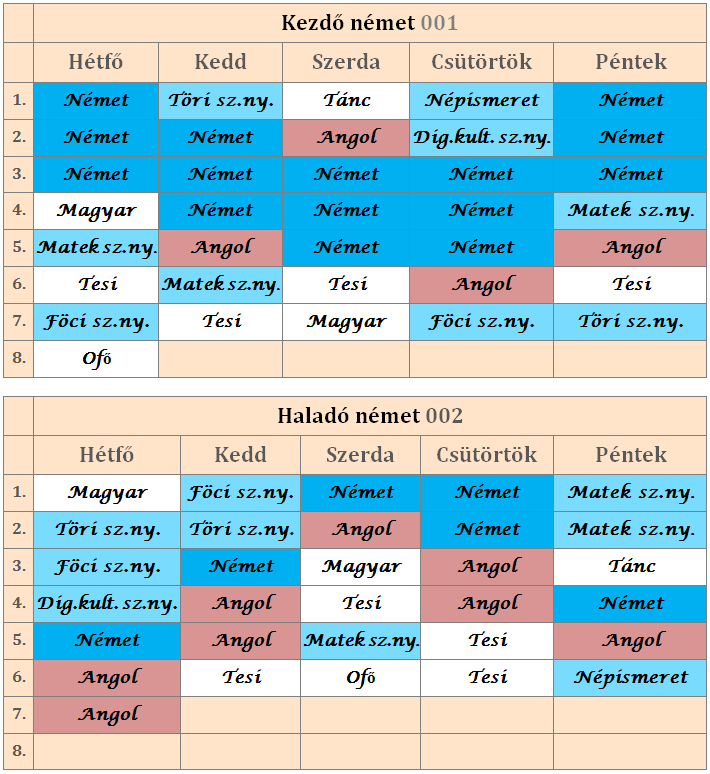 Kezdő német 001
Hétfő Kedd Szerda Csütörtök Péntek
1. Német Töri sz.ny. Tánc Népismeret Német
2. Német Német Angol Dig.kult. sz.ny. Német
3. Német Német Német Német Német
4. Magyar Német Német Német Matek sz.ny.
5. Matek sz.ny. Angol Német Német Angol
6. Tesi Matek sz.ny. Tesi Angol Tesi
7. Föci sz.ny. Tesi Magyar Föci sz.ny. Töri sz.ny.
8. Ofő
Haladó német 002
Hétfő Kedd Szerda Csütörtök Péntek
1. Magyar Föci sz.ny. Német Német Matek sz.ny.
2. Töri sz.ny. Töri sz.ny. Angol Német Matek sz.ny.
3. Föci sz.ny. Német Magyar Angol Tánc
4. Dig.kult. sz.ny. Angol Tesi Angol Német
5. Német Angol Matek sz.ny. Tesi Angol
6. Angol Tesi Ofő Tesi Népismeret
7. Angol
8.